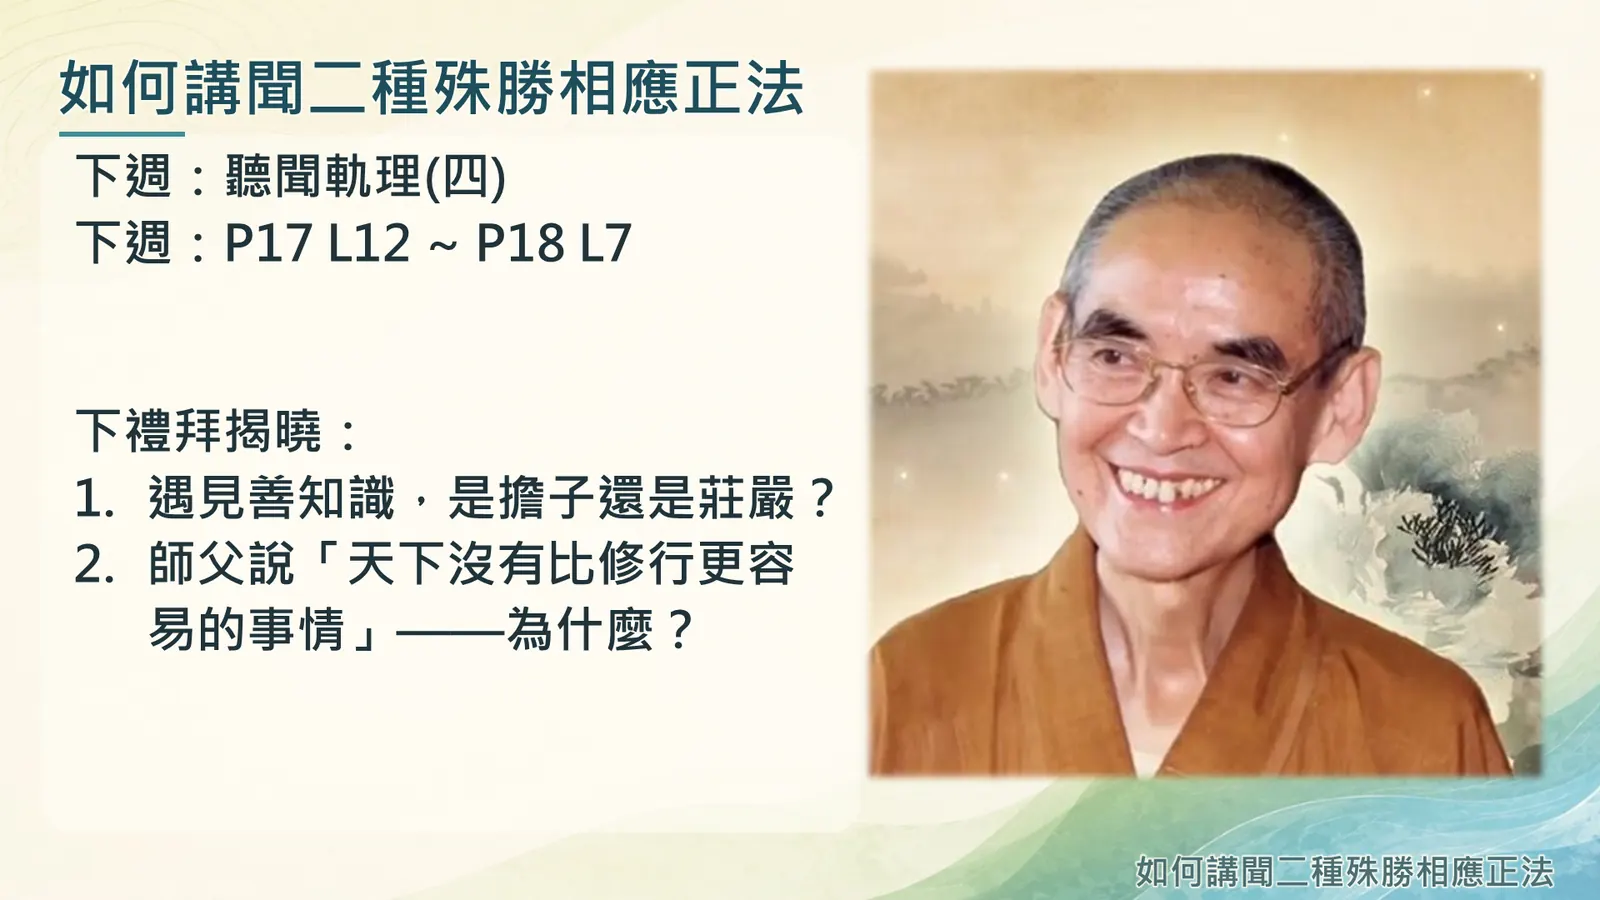 如何講聞二種殊勝相應正法
下週：聽聞軌理(四)
下週：P17 L12 ~ P18 L7
下禮拜揭曉：
1. 遇見善知識，是擔子還是莊嚴？
2. 師父說「天下沒有比修行更容
易的事情」——為什麼？
如何講聞二種殊勝相應正法